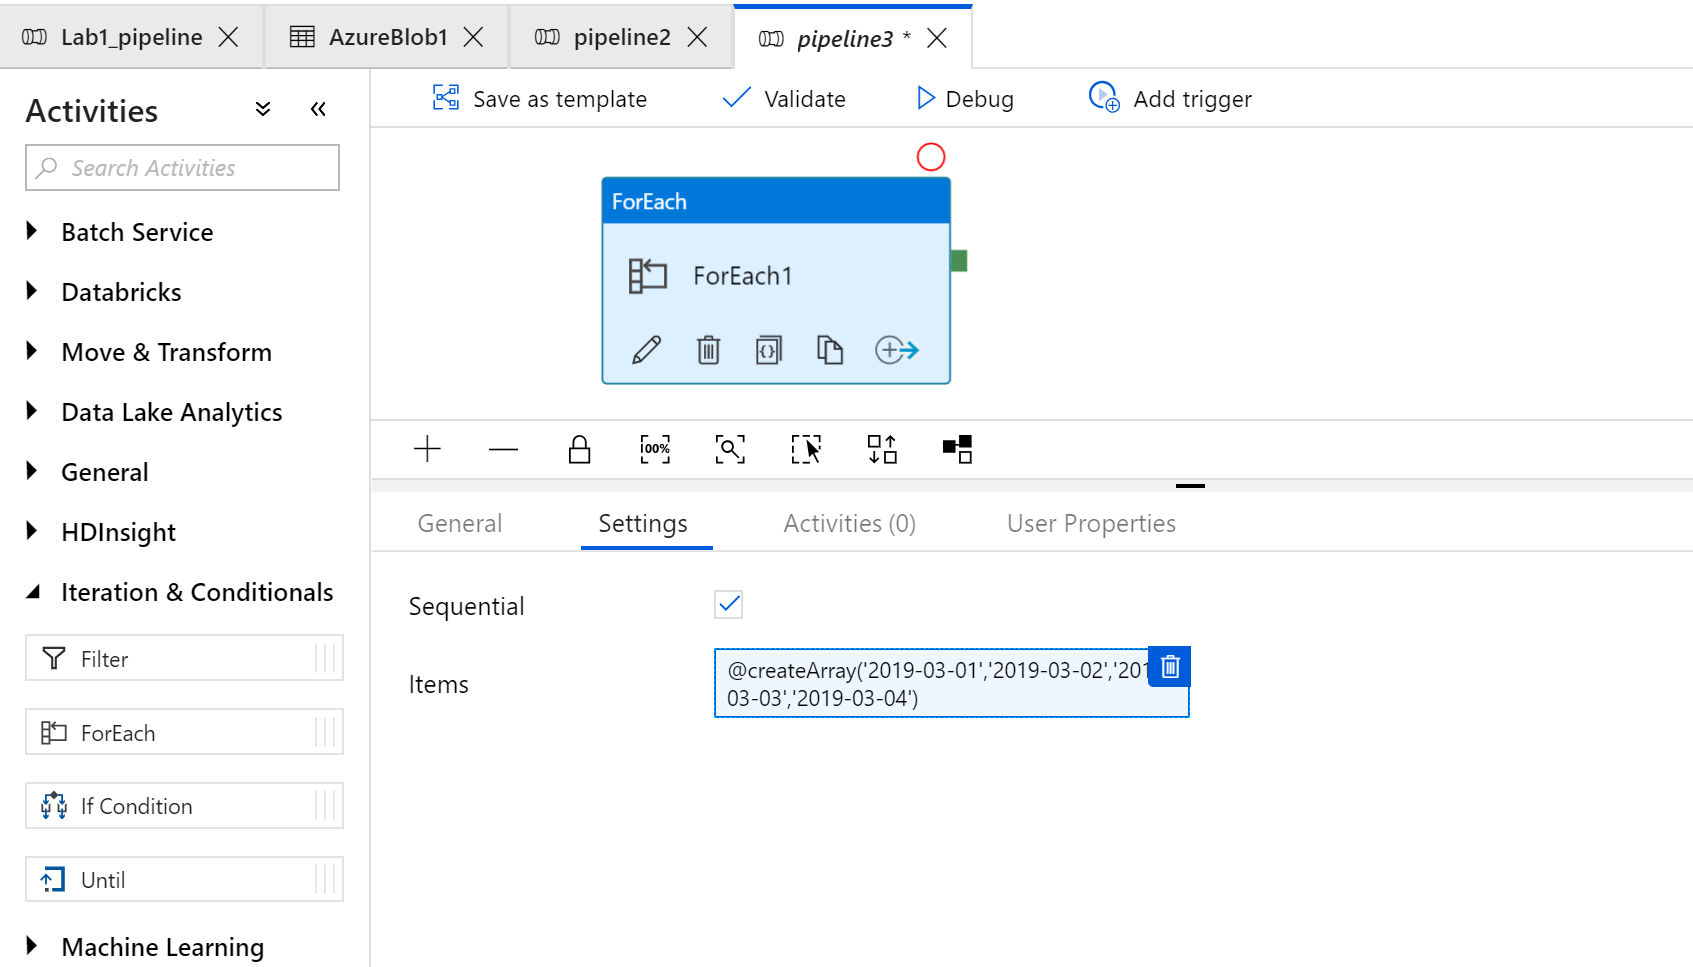 Lab1_pipeline
AzureBlob1
pipeline2
pipeline3 *
Activities
Search Activities
Batch Service
Databricks
Move & Transform
Data Lake Analytics
General
HDInsight
Iteration & Conditionals
Filter
ForEach
If Condition
Until
Machine Learning
Save as template
Validate
Debug
Add trigger
ForEach
ForEach1
{}
100%
General
Settings
Activities (0)
User Properties
Sequential
Items
@createArray('2019-03-01','2019-03-02','201
03-03','2019-03-04')